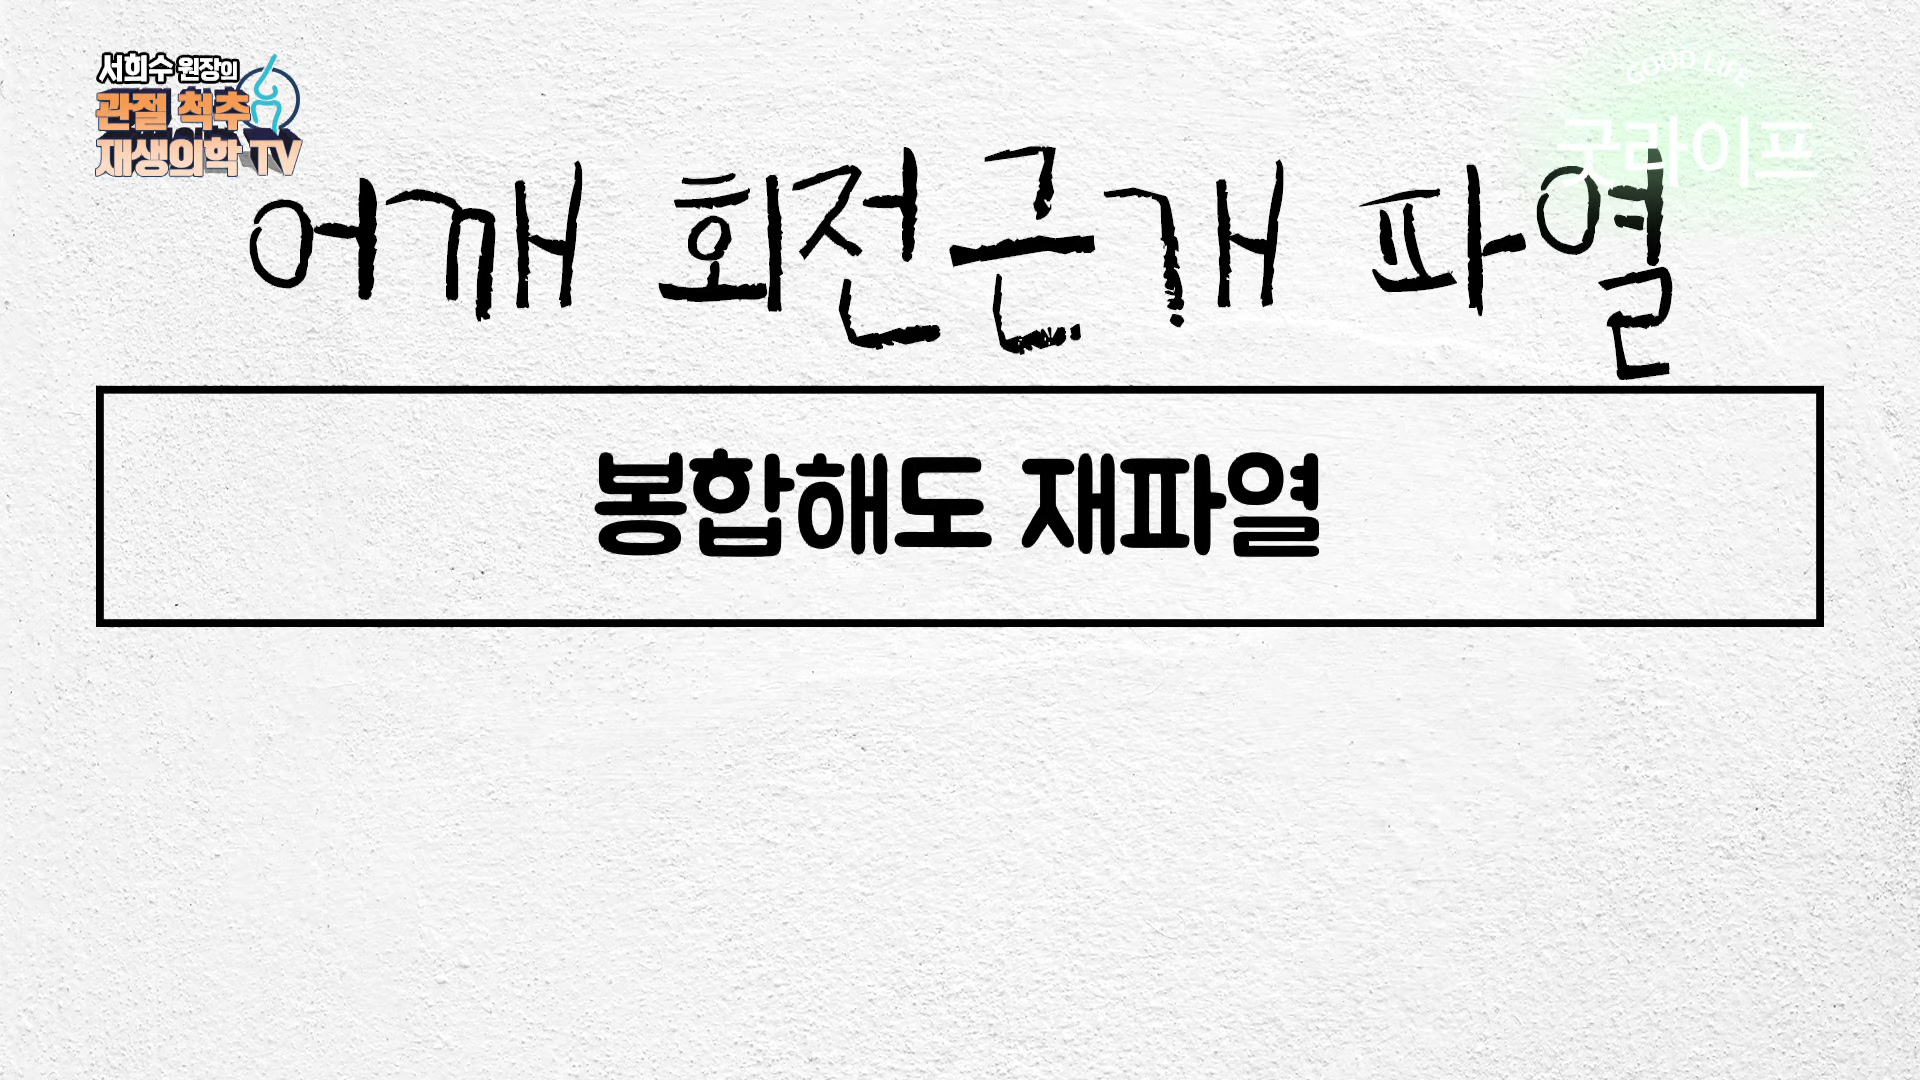 서희수 원장의
관절 척추
재생의학 TV
GOOD LIFE
굿라이프
어깨 회전근개 파열
봉합해도 재파열